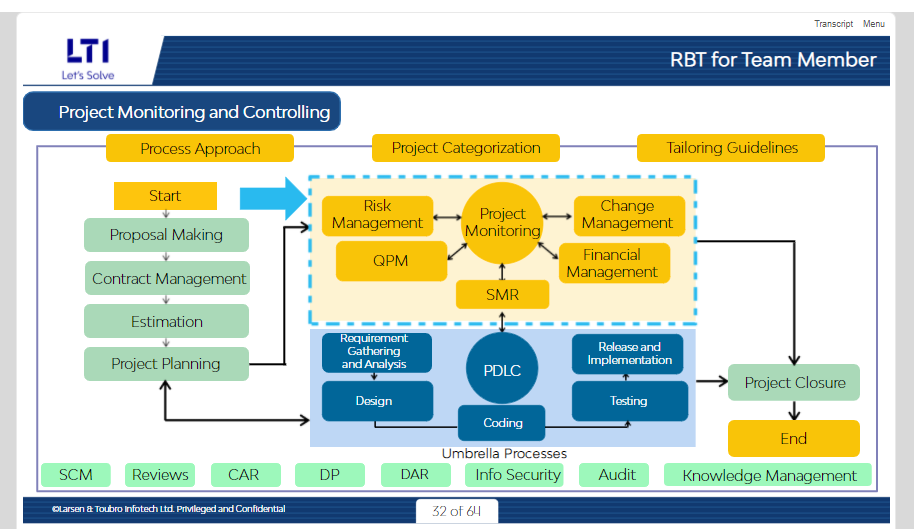 Transcript Menu
LTI
Let's Solve
RBT for Team Member
Project Monitoring and Controlling
Process Approach
Project Categorization
Tailoring Guidelines
Start
Proposal Making
Contract Management
Estimation
Project Planning
Risk
Management
QPM
Project
Monitoring
Change
Management
Financial
Management
SMR
Requirement
Gathering
and Analysis
Design
PDLC
Coding
Release and
Implementation
Testing
Project Closure
End
Umbrella Processes
SCM
Reviews
CAR
DP
DAR
Info Security
Audit
Knowledge Management
©Larsen & Toubro Infotech Ltd. Privileged and Confidential
32 of 64